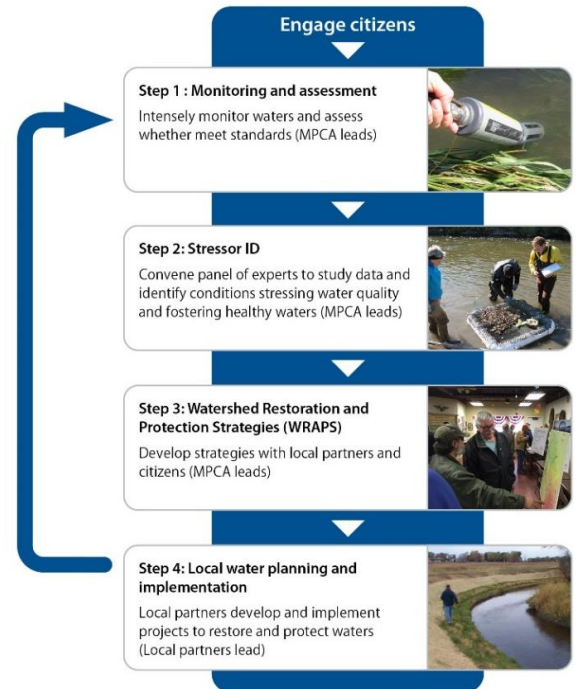 Engage citizens
Step 1 : Monitoring and assessment
Intensely monitor waters and assess
whether meet standards (MPCA leads)
Step 2: Stressor ID
Convene panel of experts to study data and
identify conditions stressing water quality
and fostering healthy waters (MPCA leads)
Step 3: Watershed Restoration and
Protection Strategies (WRAPS)
Develop strategies with local partners and
citizens (MPCA leads)
Step 4: Local water planning and
implementation
Local partners develop and implement
projects to restore and protect waters
(Local partners lead)